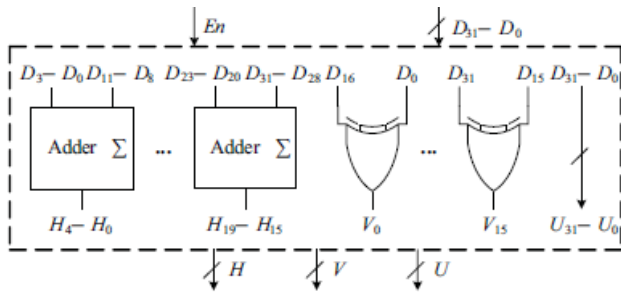 En D₃₁− D₀
D₃− D₀ D₁₁− D₈ D₂₃− D₂₀ D₃₁− D₂₈ D₁₆ D₀ D₃₁ D₁₅ D₃₁− D₀
Adder Σ ... Adder Σ ...
H₄− H₀ H₁₉− H₁₅ V₀ V₁₅ U₃₁− U₀
H V U